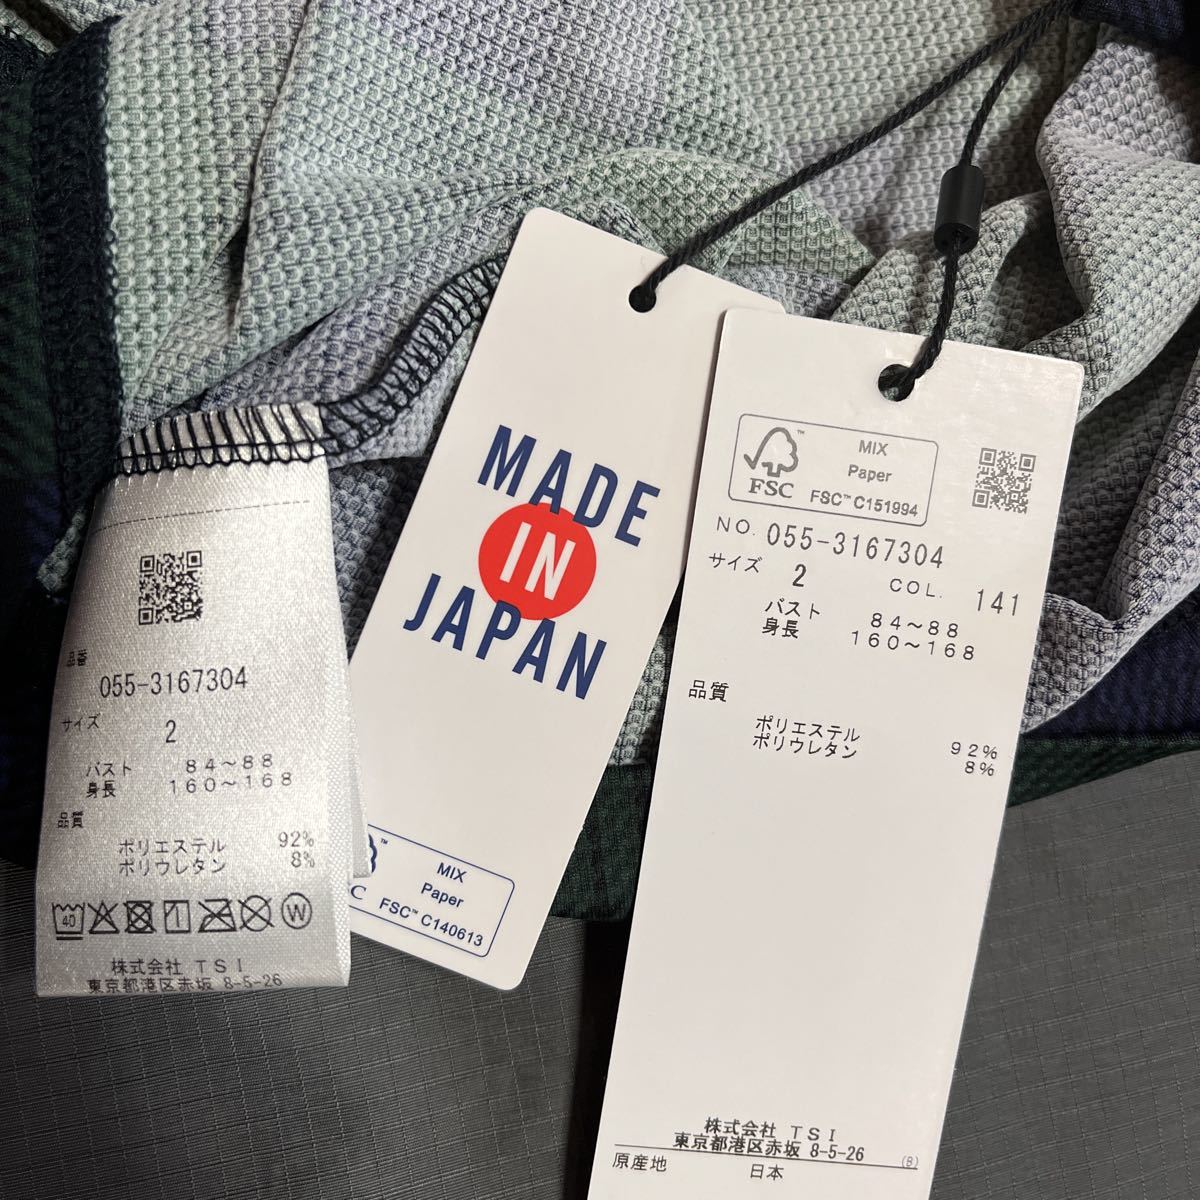 055-3167304
サイズ
2
バスト 84～88
身長 160～168
品質
ポリエステル 92%
ポリウレタン 8%
40
W
株式会社 TSI
東京都港区赤坂 8-5-26
MADE
IN
JAPAN
MIX
Paper
FSC™ C140613
MIX
Paper
FSC
FSC™ C151994
NO. 055-3167304
サイズ 2 COL. 141
バスト 84～88
身長 160～168
品質
ポリエステル 92%
ポリウレタン 8%
株式会社 TSI
東京都港区赤坂 8-5-26
(B)
原産地 日本